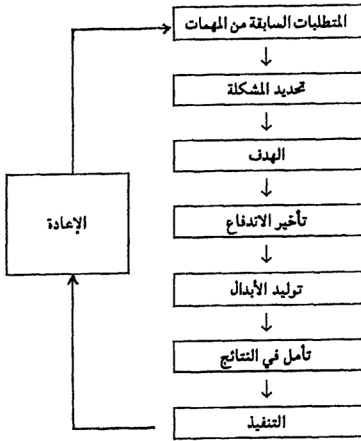 المتطلبات السابقة من المهمات
تحديد المشكلة
الهدف
تأخير الاندفاع
الإعادة
توليد الأبدال
تأمل في النتائج
التنفيذ